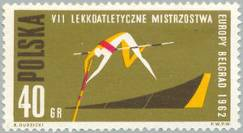 POLSKA
VII LEKKOATLETYCZNE MISTRZOSTWA
EUROPY BELGRAD 1962
40 GR
P.W.P.W.